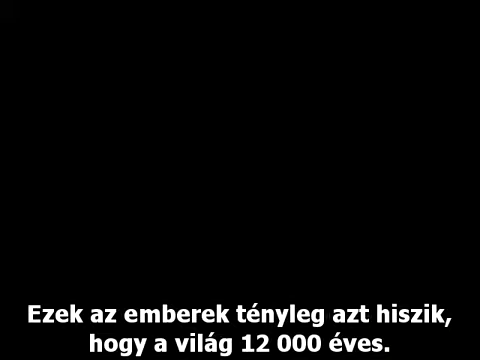 Ezek az emberek tényleg azt hiszik,
hogy a világ 12 000 éves.